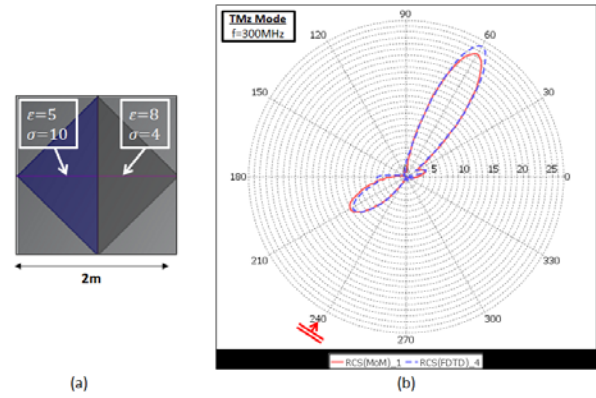 ε=5
σ=10
ε=8
σ=4
2m
(a)
TMz Mode
f=300MHz
90
60
30
0
330
300
270
240
210
180
150
5 10 15 20 25
RCS(MoM)_1 RCS(FDTD)_4
(b)